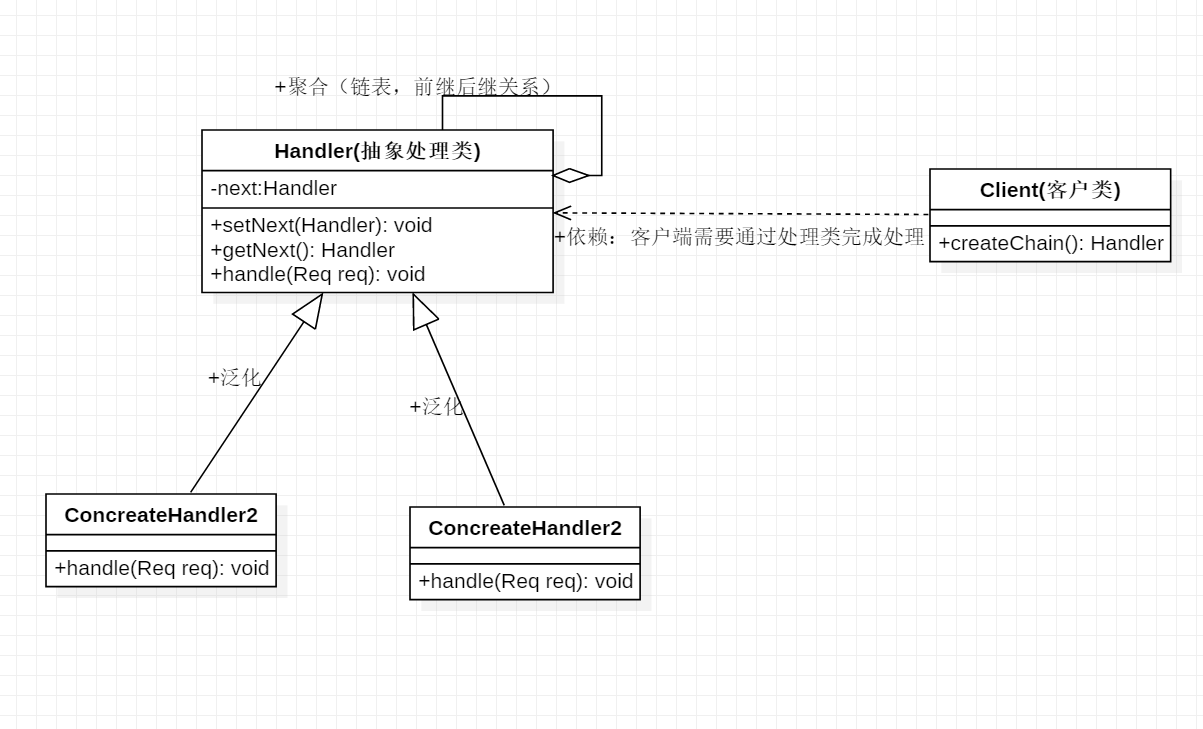 +聚合（链表，前继后继关系）
Handler(抽象处理类)
-next:Handler
+setNext(Handler): void
+getNext(): Handler
+handle(Req req): void
Client(客户类)
+createChain(): Handler
+依赖：客户端需要通过处理类完成处理
+泛化
+泛化
ConcreateHandler2
+handle(Req req): void
ConcreateHandler2
+handle(Req req): void